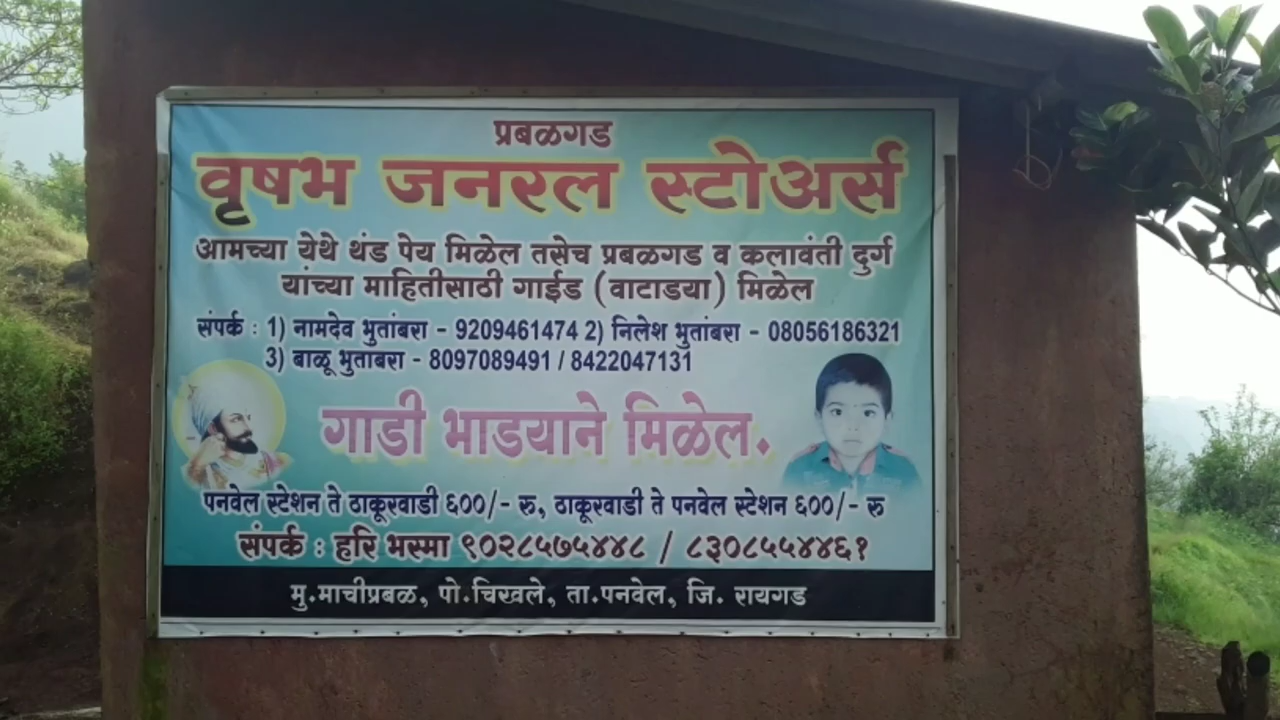 प्रबळगड
वृषभ जनरल स्टोअर्स
आमच्या येथे थंड पेय मिळेल तसेच प्रबळगड व कलावंती दुर्ग
यांच्या माहितीसाठी गाईड (वाटाडया) मिळेल
संपर्क : 1) नामदेव भुतांबरा - 9209461474 2) निलेश भुतांबरा - 08056186321
3) बाळू भुताबरा - 8097089491 / 8422047131
गाडी भाडयाने मिळेल.
पनवेल स्टेशन ते ठाकूरवाडी ६००/- रू, ठाकूरवाडी ते पनवेल स्टेशन ६००/- रू
संपर्क : हरि भस्मा ९०२८५७५४४८ / ८३०८५५४४६१
मु.माचीप्रबळ, पो.चिखले, ता.पनवेल, जि. रायगड